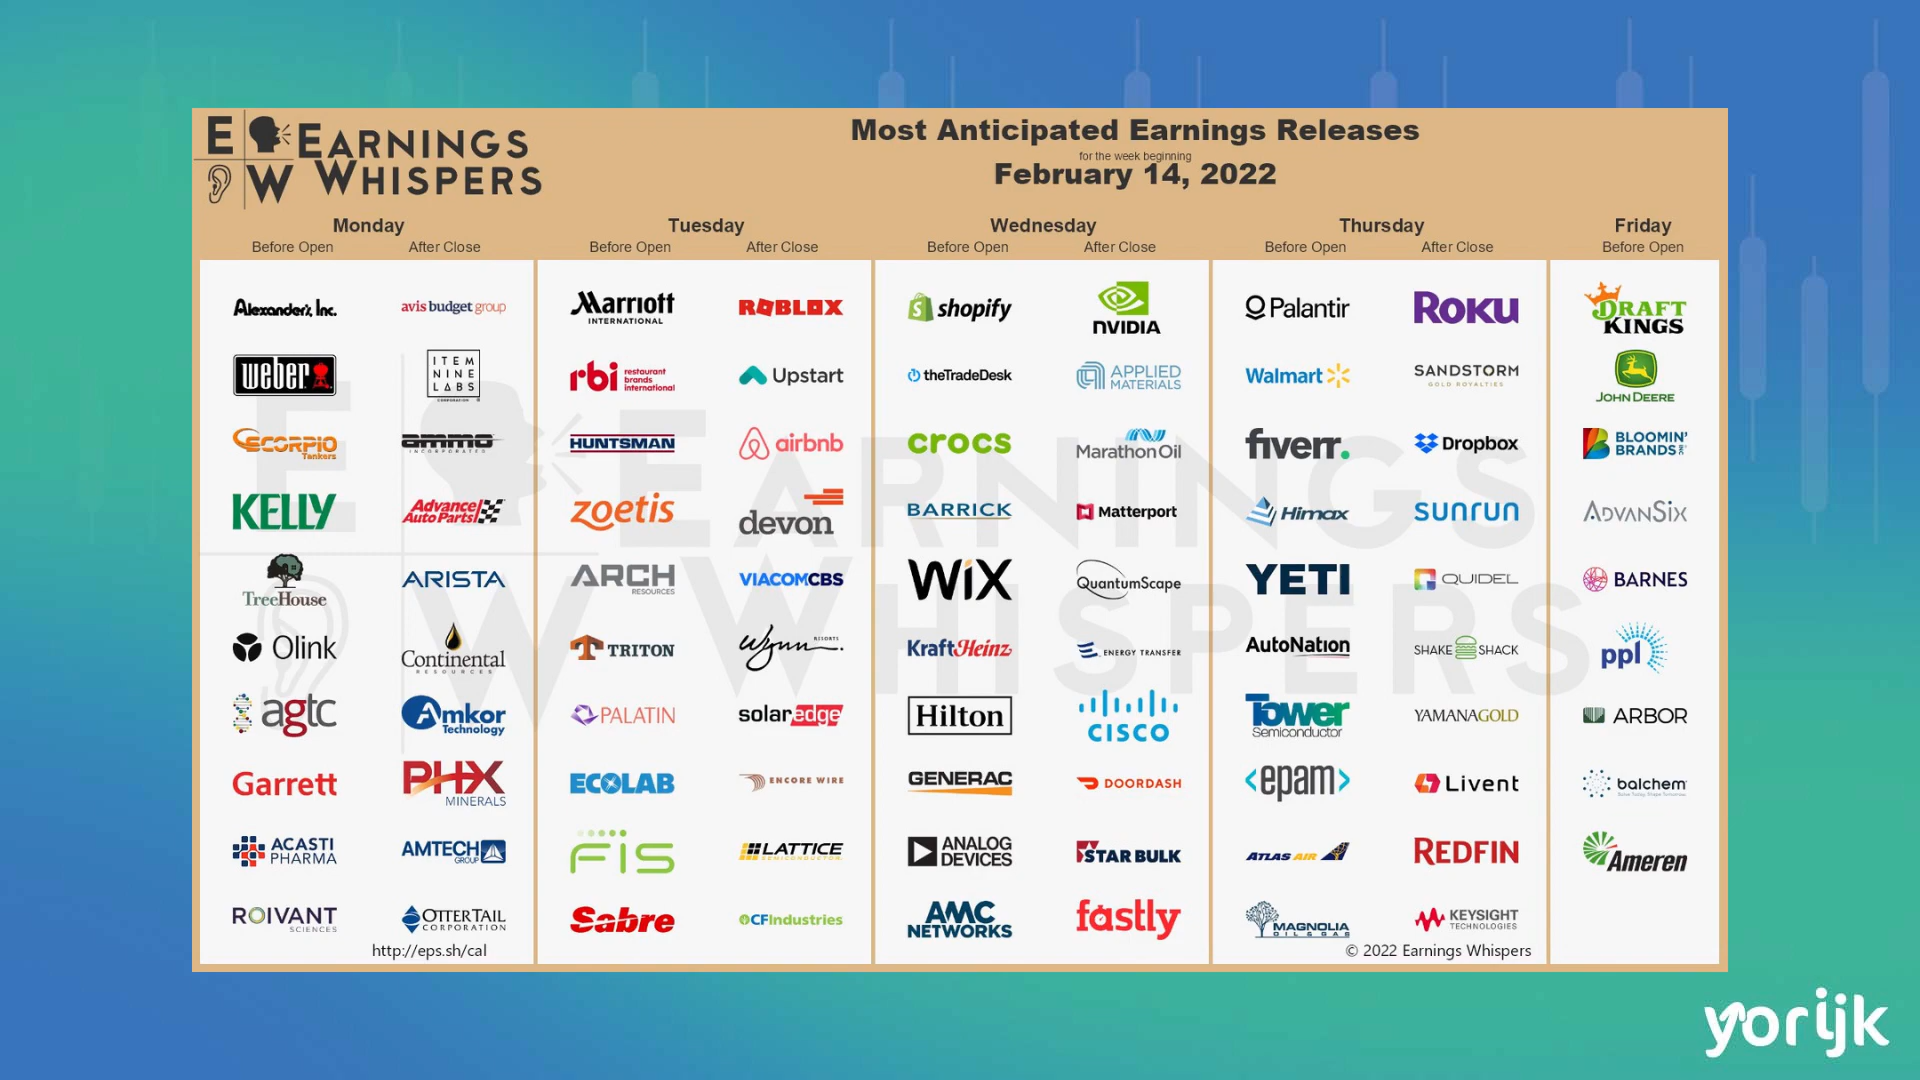 E EARNINGS
W WHISPERS
Most Anticipated Earnings Releases
for the week beginning
February 14, 2022
Monday
Before Open After Close
Tuesday
Before Open After Close
Wednesday
Before Open After Close
Thursday
Before Open After Close
Friday
Before Open
Alexander's, Inc.
weber
SCORPIO
Tankers
KELLY
TreeHouse
Olink
agtc
Garrett
ACASTI
PHARMA
ROIVANT
SCIENCES
avis budget group
ITEM
NINE
LABS
CORPORATION
ammo
INCORPORATED
Advance
Auto Parts
ARISTA
Continental
RESOURCES
Amkor
Technology
PHX
MINERALS
AMTECH
GROUP
OTTERTAIL
CORPORATION
http://eps.sh/cal
Marriott
INTERNATIONAL
rbi restaurant
brands
international
HUNTSMAN
zoetis
ARCH
RESOURCES
TRITON
PALATIN
ECOLAB
FIS
Sabre
ROBLOX
Upstart
airbnb
devon
VIACOMCBS
Wynn RESORTS
solaredge
ENCORE WIRE
LATTICE
SEMICONDUCTOR
CFIndustries
shopify
theTradeDesk
crocs
BARRICK
WiX
KraftHeinz
Hilton
GENERAC
ANALOG
DEVICES
AMC
NETWORKS
NVIDIA
APPLIED
MATERIALS
MarathonOil
Matterport
QuantumScape
ENERGY TRANSFER
CISCO
DOORDASH
STAR BULK
fastly
Palantir
Walmart
fiverr.
Himax
YETI
AutoNation
Tower
Semiconductor
<epam>
ATLAS AIR
MAGNOLIA
OIL & GAS
ROKU
SANDSTORM
GOLD ROYALTIES
Dropbox
SUNRUN
QUIDEL
SHAKE SHACK
YAMANAGOLD
Livent
REDFIN
KEYSIGHT
TECHNOLOGIES
© 2022 Earnings Whispers
DRAFT
KINGS
JOHN DEERE
BLOOMIN'
BRANDS INC
ADVANSIX
BARNES
ppl
ARBOR
balchem
Ameren
E EARNINGS
W WHISPERS
yorijk